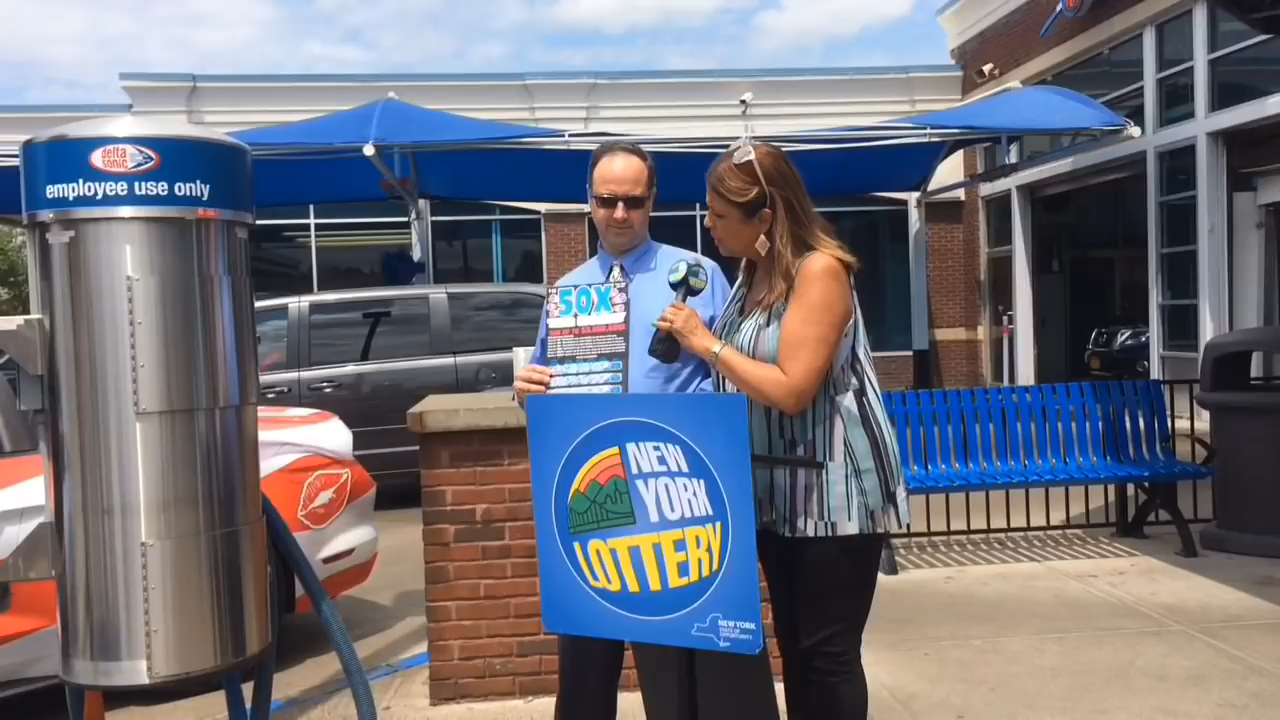 delta
sonic
employee use only
50X
NEW
YORK
LOTTERY
NEW YORK
STATE OF
OPPORTUNITY